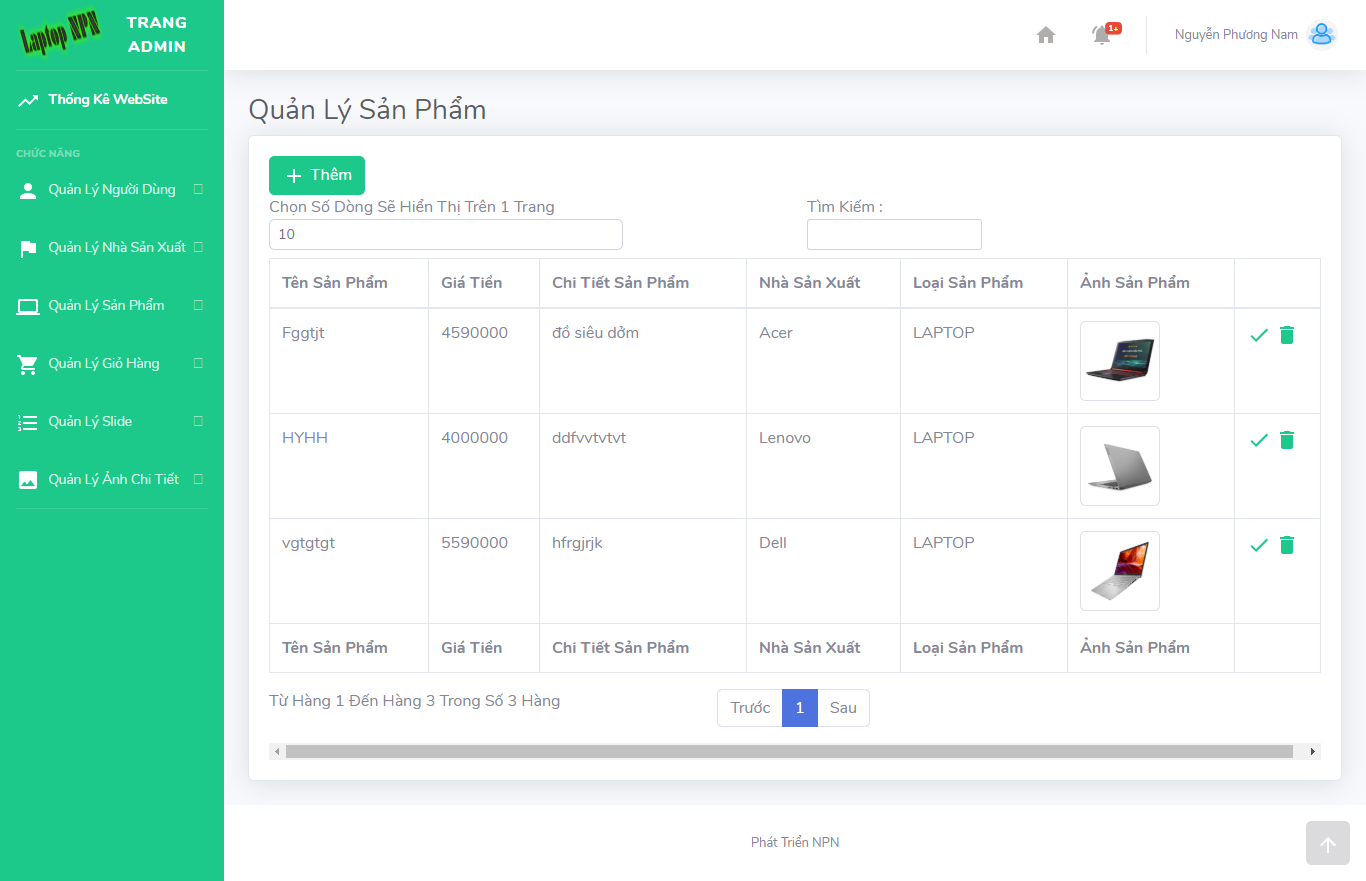 Laptop NPN
TRANG
ADMIN
1+
Nguyễn Phương Nam
Thống Kê WebSite
CHỨC NĂNG
Quản Lý Người Dùng
Quản Lý Nhà Sản Xuất
Quản Lý Sản Phẩm
Quản Lý Giỏ Hàng
Quản Lý Slide
Quản Lý Ảnh Chi Tiết
Quản Lý Sản Phẩm
Thêm
Chọn Số Dòng Sẽ Hiển Thị Trên 1 Trang
Tìm Kiếm :
10
Tên Sản Phẩm Giá Tiền Chi Tiết Sản Phẩm Nhà Sản Xuất Loại Sản Phẩm Ảnh Sản Phẩm
Fggtjt 4590000 đồ siêu dởm Acer LAPTOP
HYHH 4000000 ddfvvtvtvt Lenovo LAPTOP
vgtgtgt 5590000 hfrgjrjk Dell LAPTOP
Tên Sản Phẩm Giá Tiền Chi Tiết Sản Phẩm Nhà Sản Xuất Loại Sản Phẩm Ảnh Sản Phẩm
Từ Hàng 1 Đến Hàng 3 Trong Số 3 Hàng
Trước 1 Sau
Phát Triển NPN